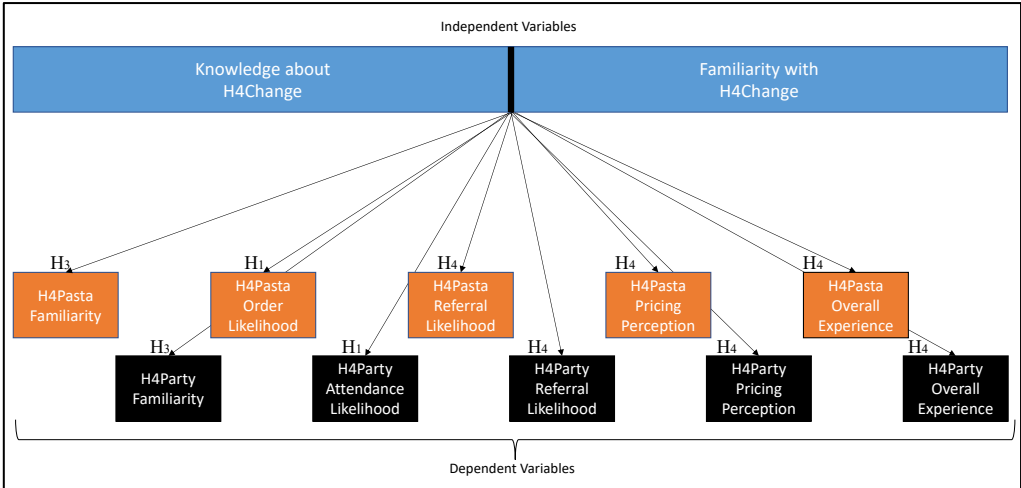 Independent Variables
Knowledge about
H4Change
Familiarity with
H4Change
H3
H1
H4
H4
H4
H4Pasta
Familiarity
H4Pasta
Order
Likelihood
H4Pasta
Referral
Likelihood
H4Pasta
Pricing
Perception
H4Pasta
Overall
Experience
H3
H1
H4
H4
H4
H4Party
Familiarity
H4Party
Attendance
Likelihood
H4Party
Referral
Likelihood
H4Party
Pricing
Perception
H4Party
Overall
Experience
Dependent Variables